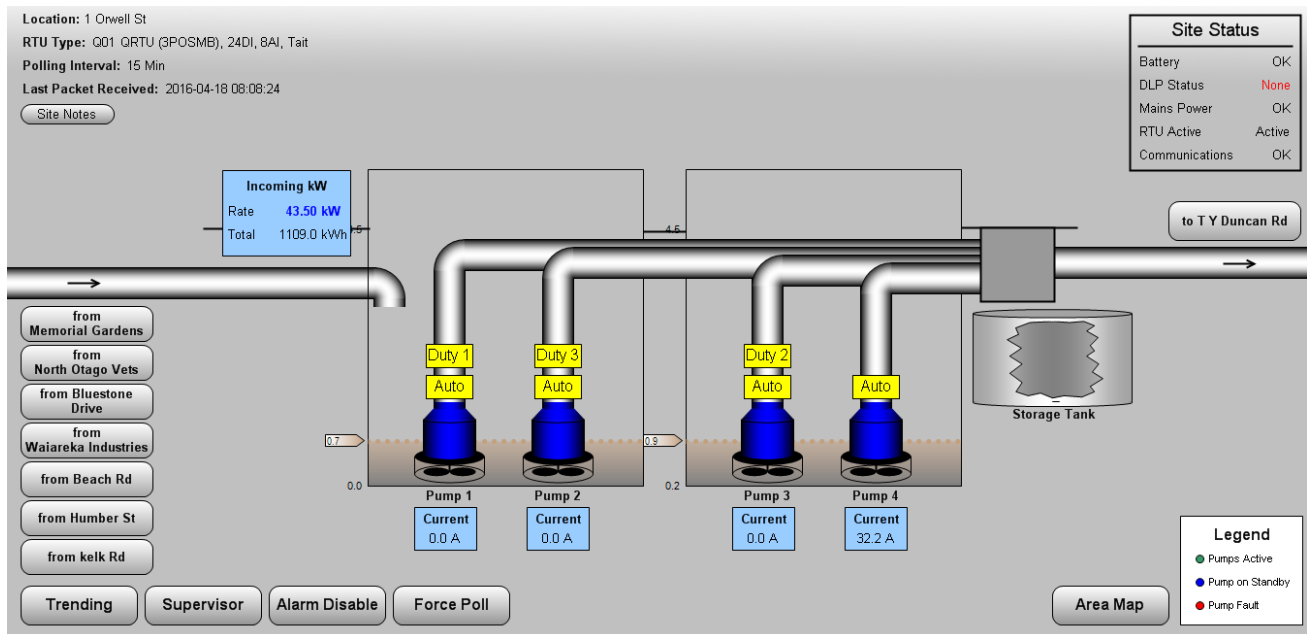 Location: 1 Orwell St
RTU Type: Q01 QRTU (3POSMB), 24DI, 8AI, Tait
Polling Interval: 15 Min
Last Packet Received: 2016-04-18 08:08:24
Site Notes
Site Status
Battery OK
DLP Status None
Mains Power OK
RTU Active Active
Communications OK
Incoming kW
Rate 43.50 kW
Total 1109.0 kWh
4.5
to T Y Duncan Rd
from
Memorial Gardens
from
North Otago Vets
from Bluestone
Drive
from
Waiareka Industries
from Beach Rd
from Humber St
from kelk Rd
Duty 1
Duty 3
Duty 2
Auto
Auto
Auto
Auto
Storage Tank
0.7
0.9
0.0
0.2
Pump 1
Pump 2
Pump 3
Pump 4
Current
0.0 A
Current
0.0 A
Current
0.0 A
Current
32.2 A
Legend
Pumps Active
Pump on Standby
Pump Fault
Trending
Supervisor
Alarm Disable
Force Poll
Area Map